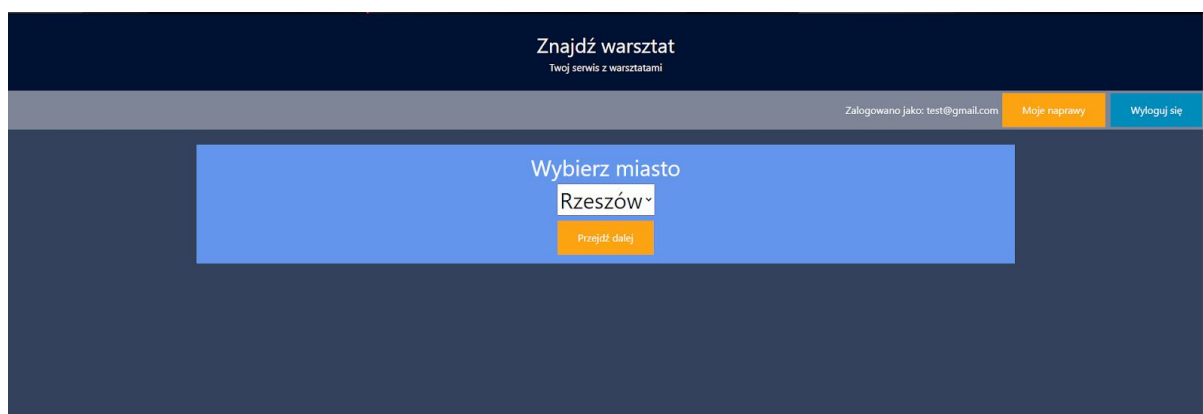 Znajdź warsztat
Twoj serwis z warsztatami
Zalogowano jako: test@gmail.com Moje naprawy Wyloguj się
Wybierz miasto
Rzeszów
Przejdź dalej